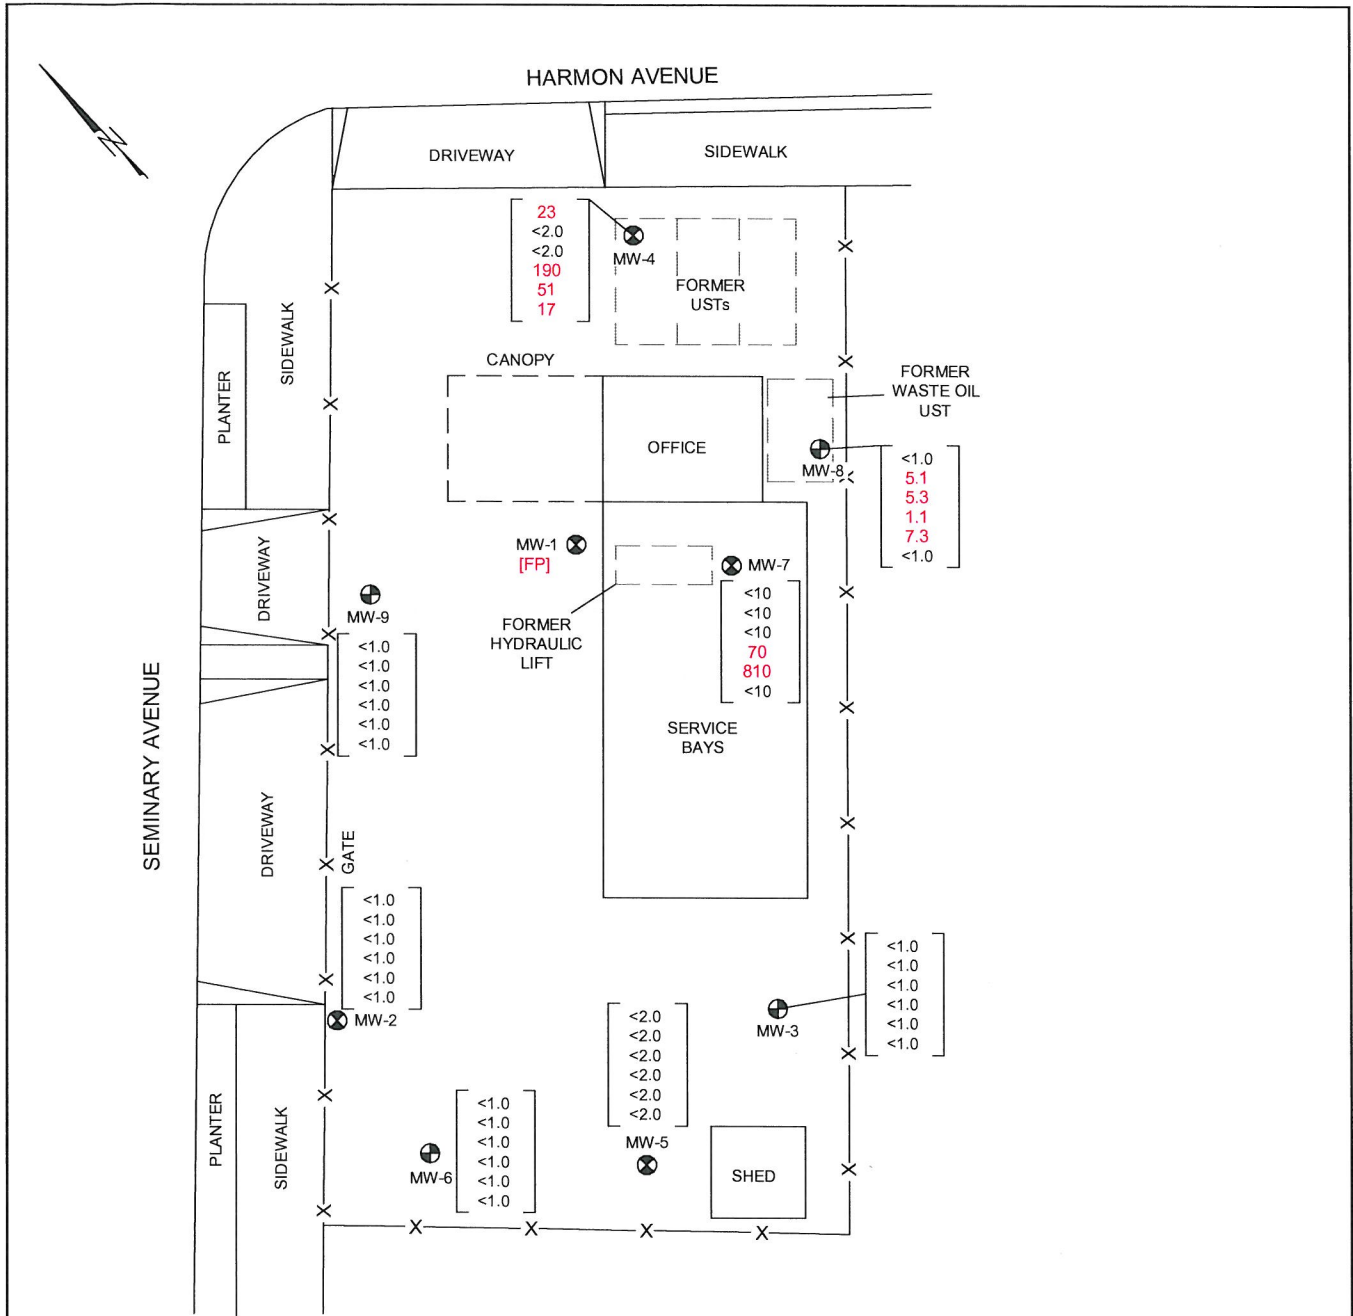 HARMON AVENUE
N
DRIVEWAY
SIDEWALK
23
<2.0
<2.0
190
51
17
MW-4
FORMER
USTs
SIDEWALK
PLANTER
CANOPY
OFFICE
FORMER
WASTE OIL
UST
MW-8
<1.0
5.1
5.3
1.1
7.3
<1.0
MW-1
[FP]
MW-7
<10
<10
<10
70
810
<10
FORMER
HYDRAULIC
LIFT
SERVICE
BAYS
DRIVEWAY
MW-9
<1.0
<1.0
<1.0
<1.0
<1.0
<1.0
SEMINARY AVENUE
DRIVEWAY
GATE
<1.0
<1.0
<1.0
<1.0
<1.0
<1.0
MW-2
<1.0
<1.0
<1.0
<1.0
<1.0
<1.0
MW-3
<2.0
<2.0
<2.0
<2.0
<2.0
<2.0
MW-5
PLANTER
SIDEWALK
MW-6
<1.0
<1.0
<1.0
<1.0
<1.0
<1.0
SHED